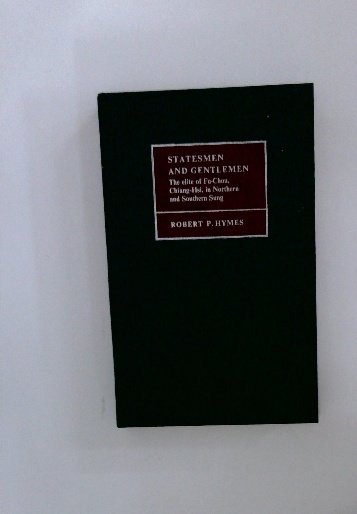 STATESMEN
AND GENTLEMEN
The elite of Fu-Chou,
Chiang-Hsi, in Northern
and Southern Sung
ROBERT P. HYMES